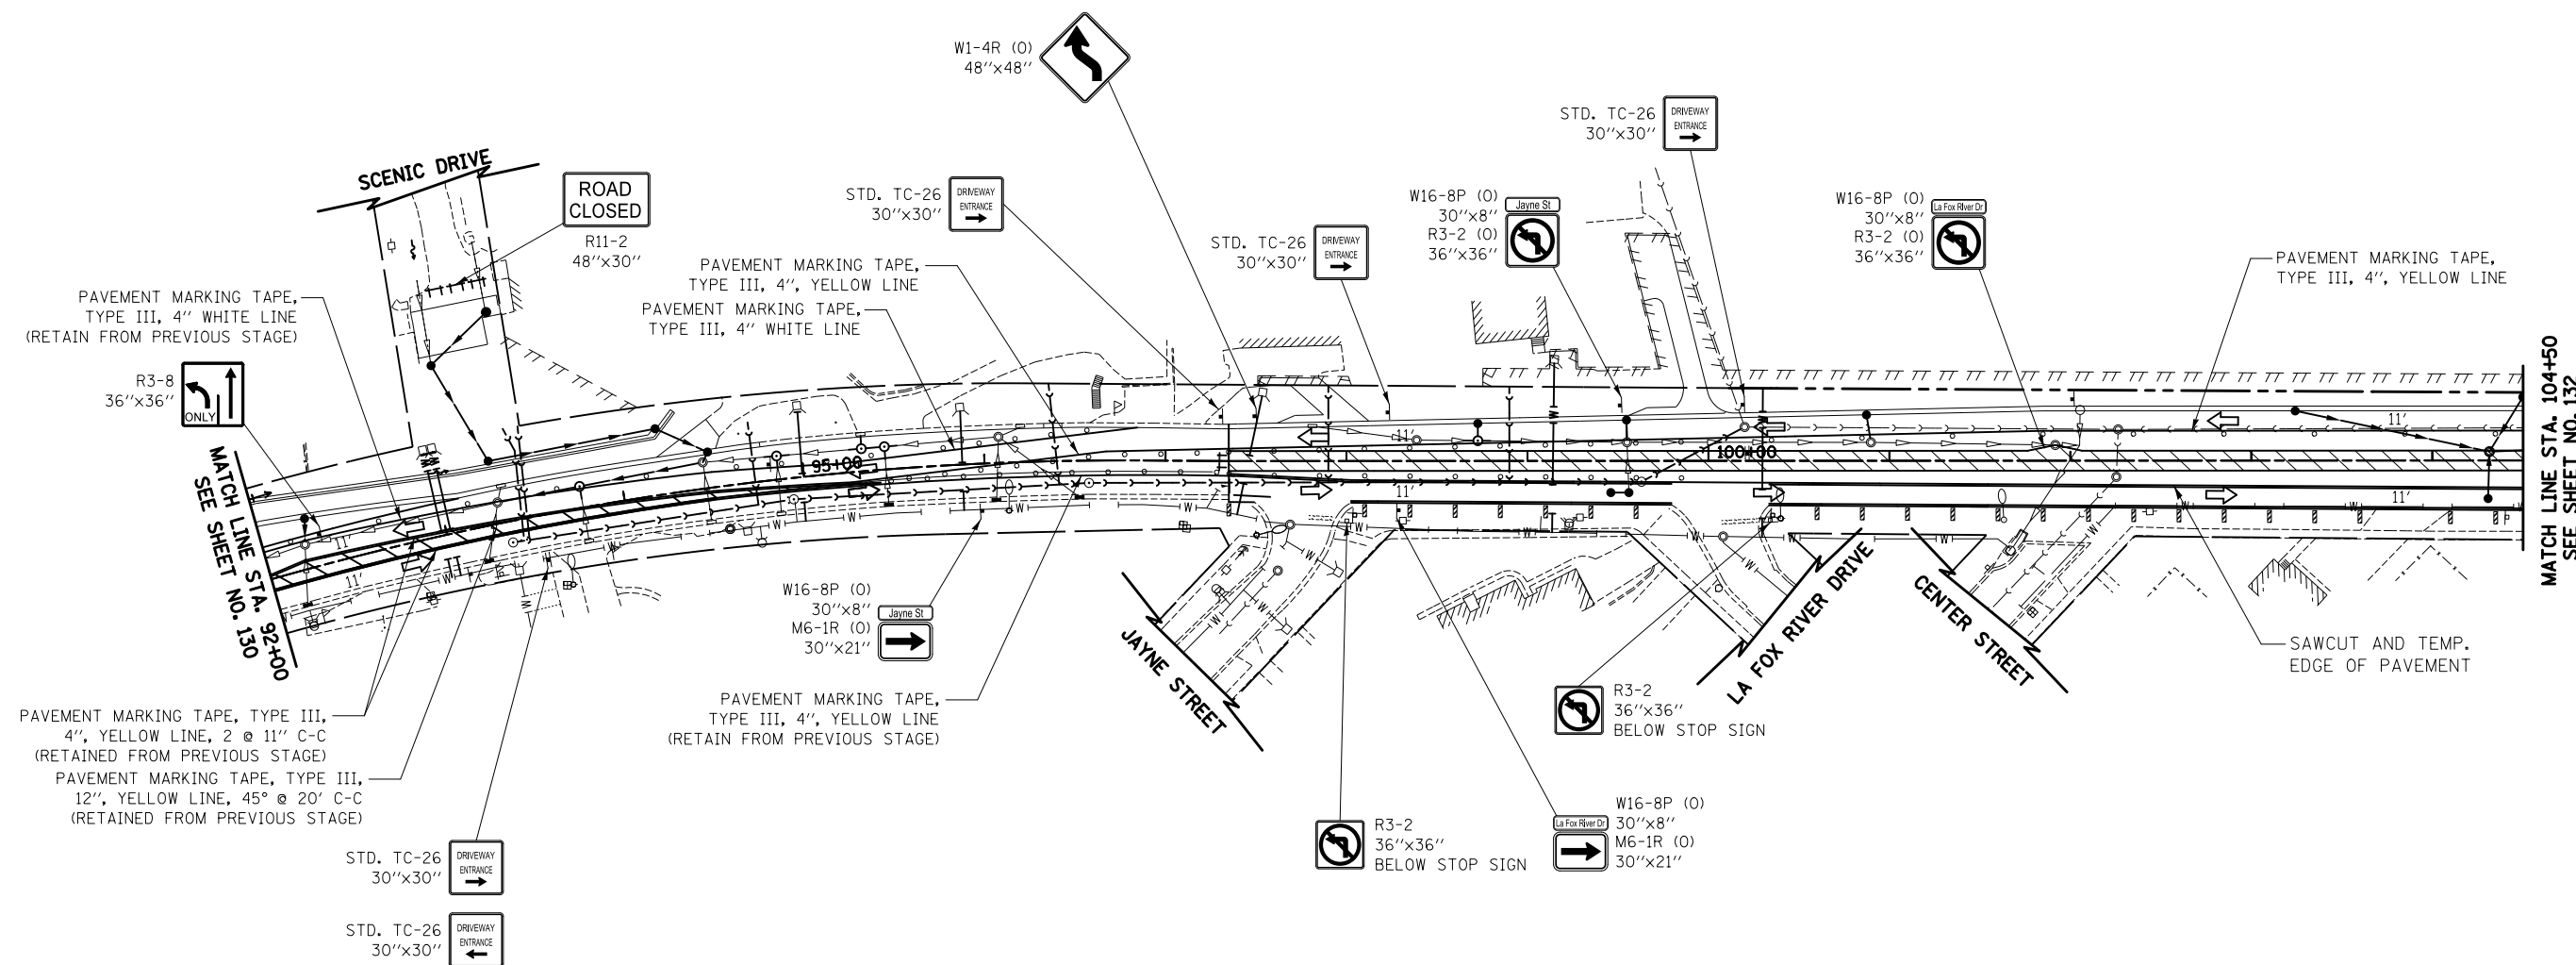 W1-4R (O)
48''x48''
STD. TC-26
30''x30''
DRIVEWAY
ENTRANCE
SCENIC DRIVE
ROAD
CLOSED
R11-2
48''x30''
STD. TC-26
30''x30''
DRIVEWAY
ENTRANCE
STD. TC-26
30''x30''
DRIVEWAY
ENTRANCE
W16-8P (O)
30''x8''
R3-2 (O)
36''x36''
Jayne St
W16-8P (O)
30''x8''
R3-2 (O)
36''x36''
La Fox River Dr
PAVEMENT MARKING TAPE,
TYPE III, 4'', YELLOW LINE
PAVEMENT MARKING TAPE,
TYPE III, 4'', YELLOW LINE
PAVEMENT MARKING TAPE,
TYPE III, 4'' WHITE LINE
PAVEMENT MARKING TAPE,
TYPE III, 4'' WHITE LINE
(RETAIN FROM PREVIOUS STAGE)
R3-8
36''x36''
ONLY
MATCH LINE STA. 92+00
SEE SHEET NO. 130
95+00
100+00
11'
11'
11'
11'
11'
11'
MATCH LINE STA. 104+50
SEE SHEET NO. 132
W16-8P (O)
30''x8''
M6-1R (O)
30''x21''
Jayne St
JAYNE STREET
LA FOX RIVER DRIVE
CENTER STREET
SAWCUT AND TEMP.
EDGE OF PAVEMENT
PAVEMENT MARKING TAPE,
TYPE III, 4'', YELLOW LINE
(RETAIN FROM PREVIOUS STAGE)
R3-2
36''x36''
BELOW STOP SIGN
PAVEMENT MARKING TAPE, TYPE III,
4'', YELLOW LINE, 2 @ 11'' C-C
(RETAINED FROM PREVIOUS STAGE)
PAVEMENT MARKING TAPE, TYPE III,
12'', YELLOW LINE, 45° @ 20' C-C
(RETAINED FROM PREVIOUS STAGE)
R3-2
36''x36''
BELOW STOP SIGN
La Fox River Dr
W16-8P (O)
30''x8''
M6-1R (O)
30''x21''
STD. TC-26
30''x30''
DRIVEWAY
ENTRANCE
STD. TC-26
30''x30''
DRIVEWAY
ENTRANCE